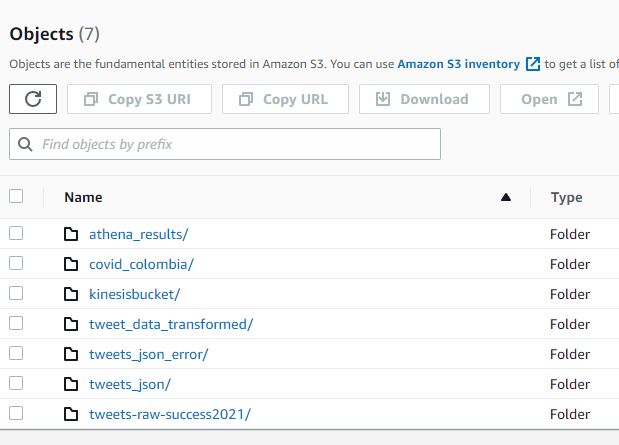 Objects (7)
Objects are the fundamental entities stored in Amazon S3. You can use Amazon S3 inventory to get a list of
Copy S3 URI Copy URL Download Open
Find objects by prefix
Name Type
athena_results/ Folder
covid_colombia/ Folder
kinesisbucket/ Folder
tweet_data_transformed/ Folder
tweets_json_error/ Folder
tweets_json/ Folder
tweets-raw-success2021/ Folder